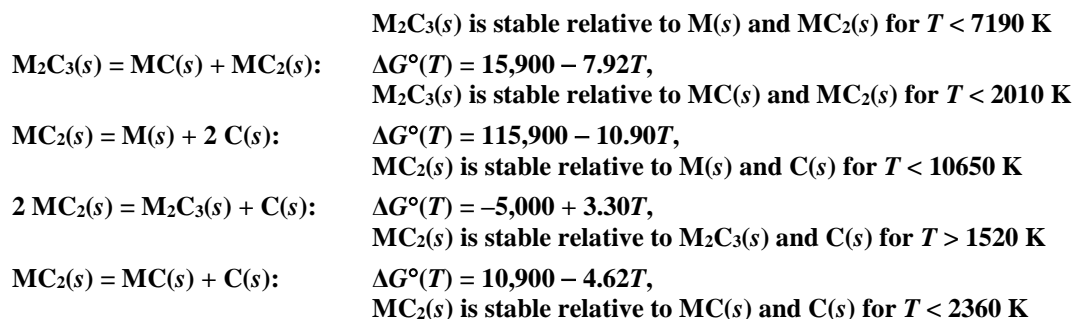 M₂C₃(s) is stable relative to M(s) and MC₂(s) for T < 7190 K
M₂C₃(s) = MC(s) + MC₂(s): ΔG°(T) = 15,900 – 7.92T,
M₂C₃(s) is stable relative to MC(s) and MC₂(s) for T < 2010 K
MC₂(s) = M(s) + 2 C(s): ΔG°(T) = 115,900 – 10.90T,
MC₂(s) is stable relative to M(s) and C(s) for T < 10650 K
2 MC₂(s) = M₂C₃(s) + C(s): ΔG°(T) = –5,000 + 3.30T,
MC₂(s) is stable relative to M₂C₃(s) and C(s) for T > 1520 K
MC₂(s) = MC(s) + C(s): ΔG°(T) = 10,900 – 4.62T,
MC₂(s) is stable relative to MC(s) and C(s) for T < 2360 K